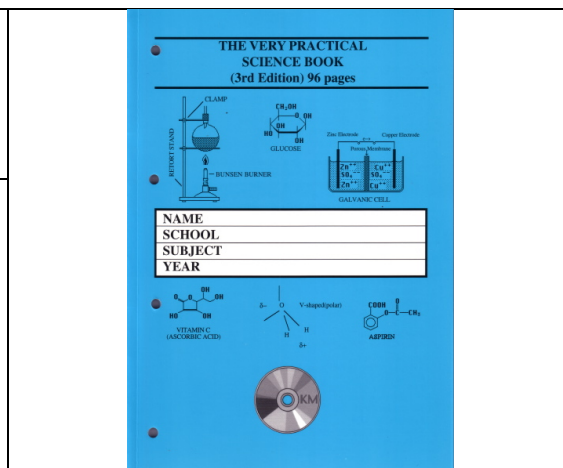 THE VERY PRACTICAL
SCIENCE BOOK
(3rd Edition) 96 pages
CLAMP
RETORT STAND
BUNSEN BURNER
CH₂OH
O OH
OH
HO
OH
GLUCOSE
Zinc Electrode Copper Electrode
Porous Membrane
Zn⁺⁺ Cu⁺⁺
SO₄⁻⁻ SO₄⁻⁻
Zn⁺⁺ Cu⁺⁺
GALVANIC CELL
NAME
SCHOOL
SUBJECT
YEAR
OH
O O OH
HO OH
VITAMIN C
(ASCORBIC ACID)
δ− O V-shaped(polar)
H H
δ+
COOH O
O-C-CH₃
ASPIRIN
KM